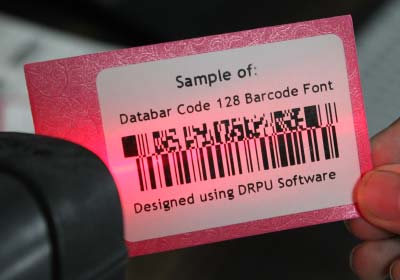 Sample of:
Databar Code 128 Barcode Font
Designed using DRPU Software